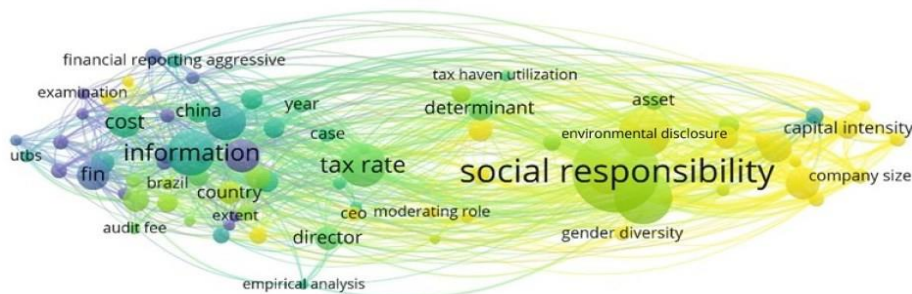 financial reporting aggressive
tax haven utilization
examination
china
year
determinant
asset
cost
case
environmental disclosure
capital intensity
utbs
information
tax rate
social responsibility
fin
brazil
country
company size
extent
ceo
moderating role
audit fee
director
gender diversity
empirical analysis